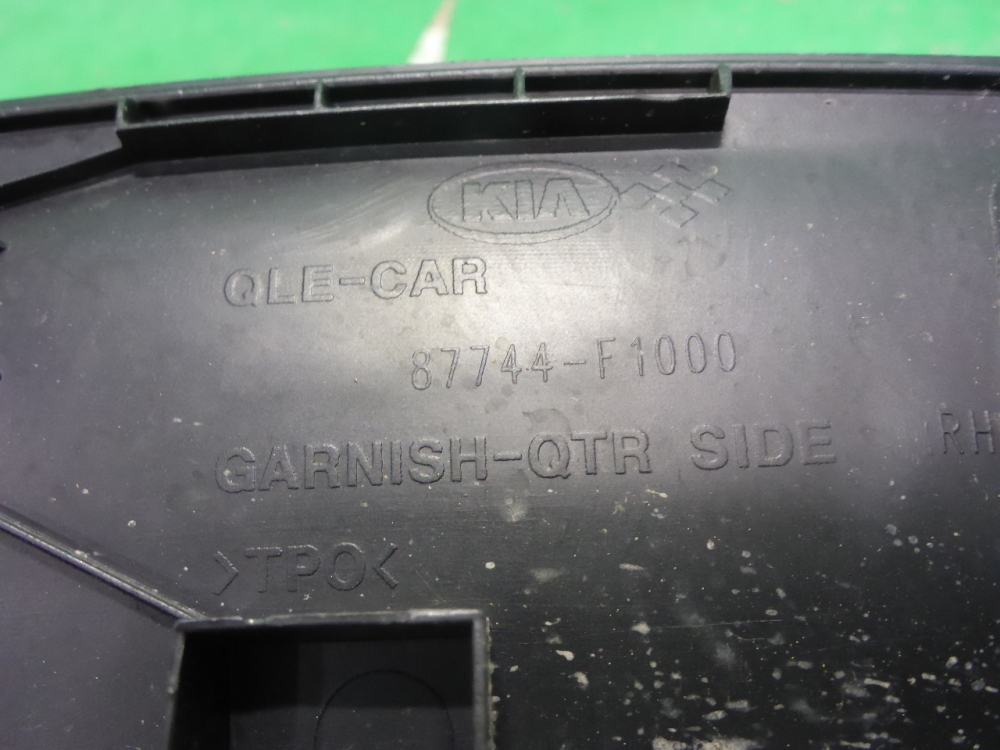 KIA
QLE-CAR
87744-F1000
GARNISH-QTR SIDE RH
>TPO<